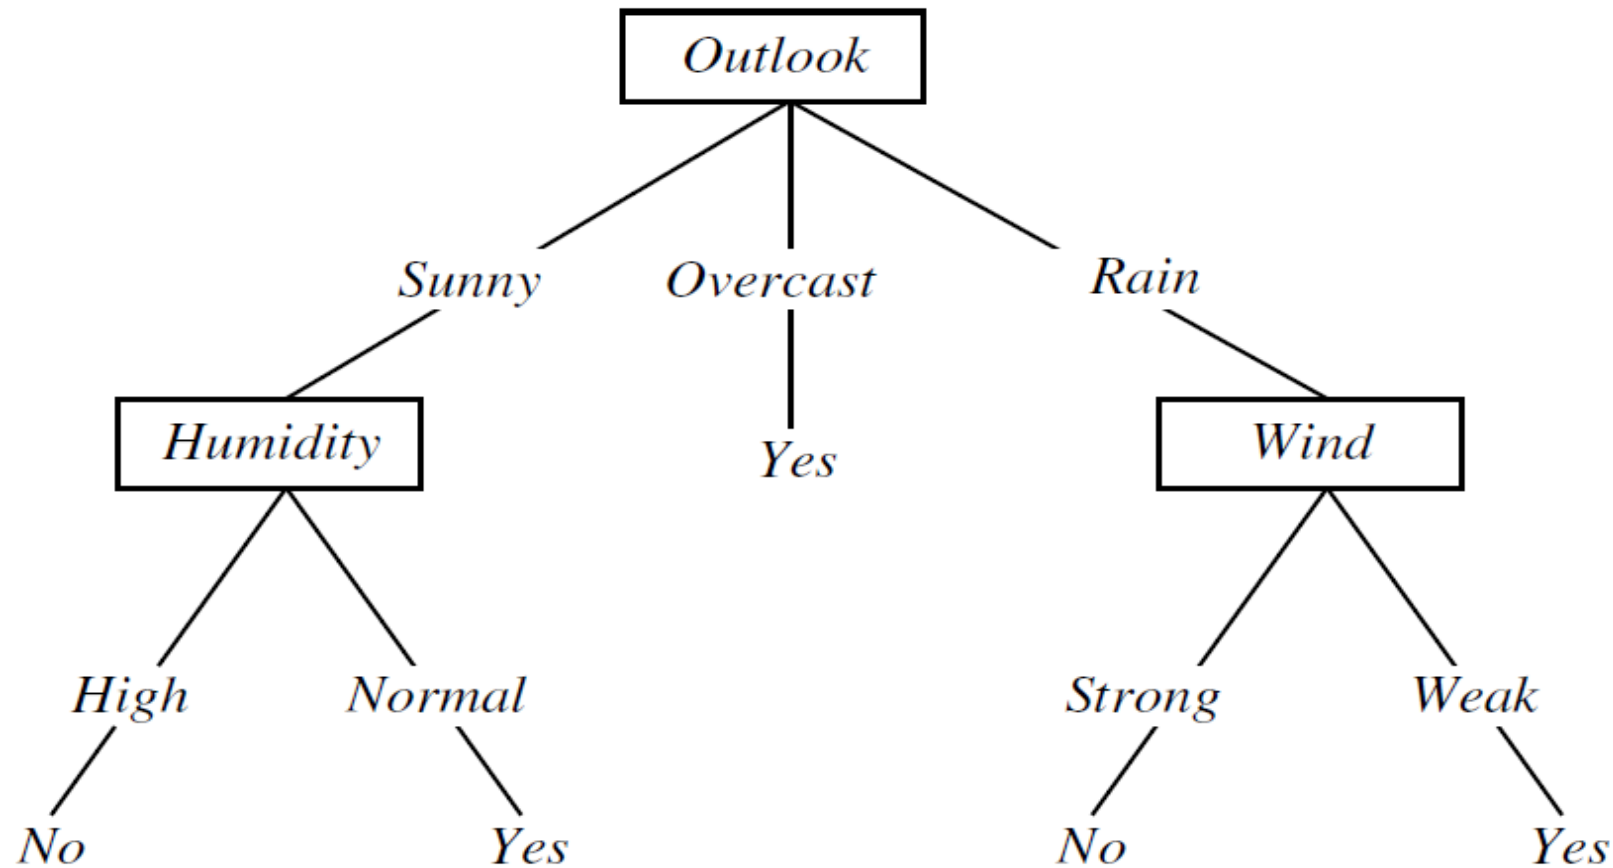 Outlook
Sunny Overcast Rain
Humidity Yes Wind
High Normal Strong Weak
No Yes No Yes